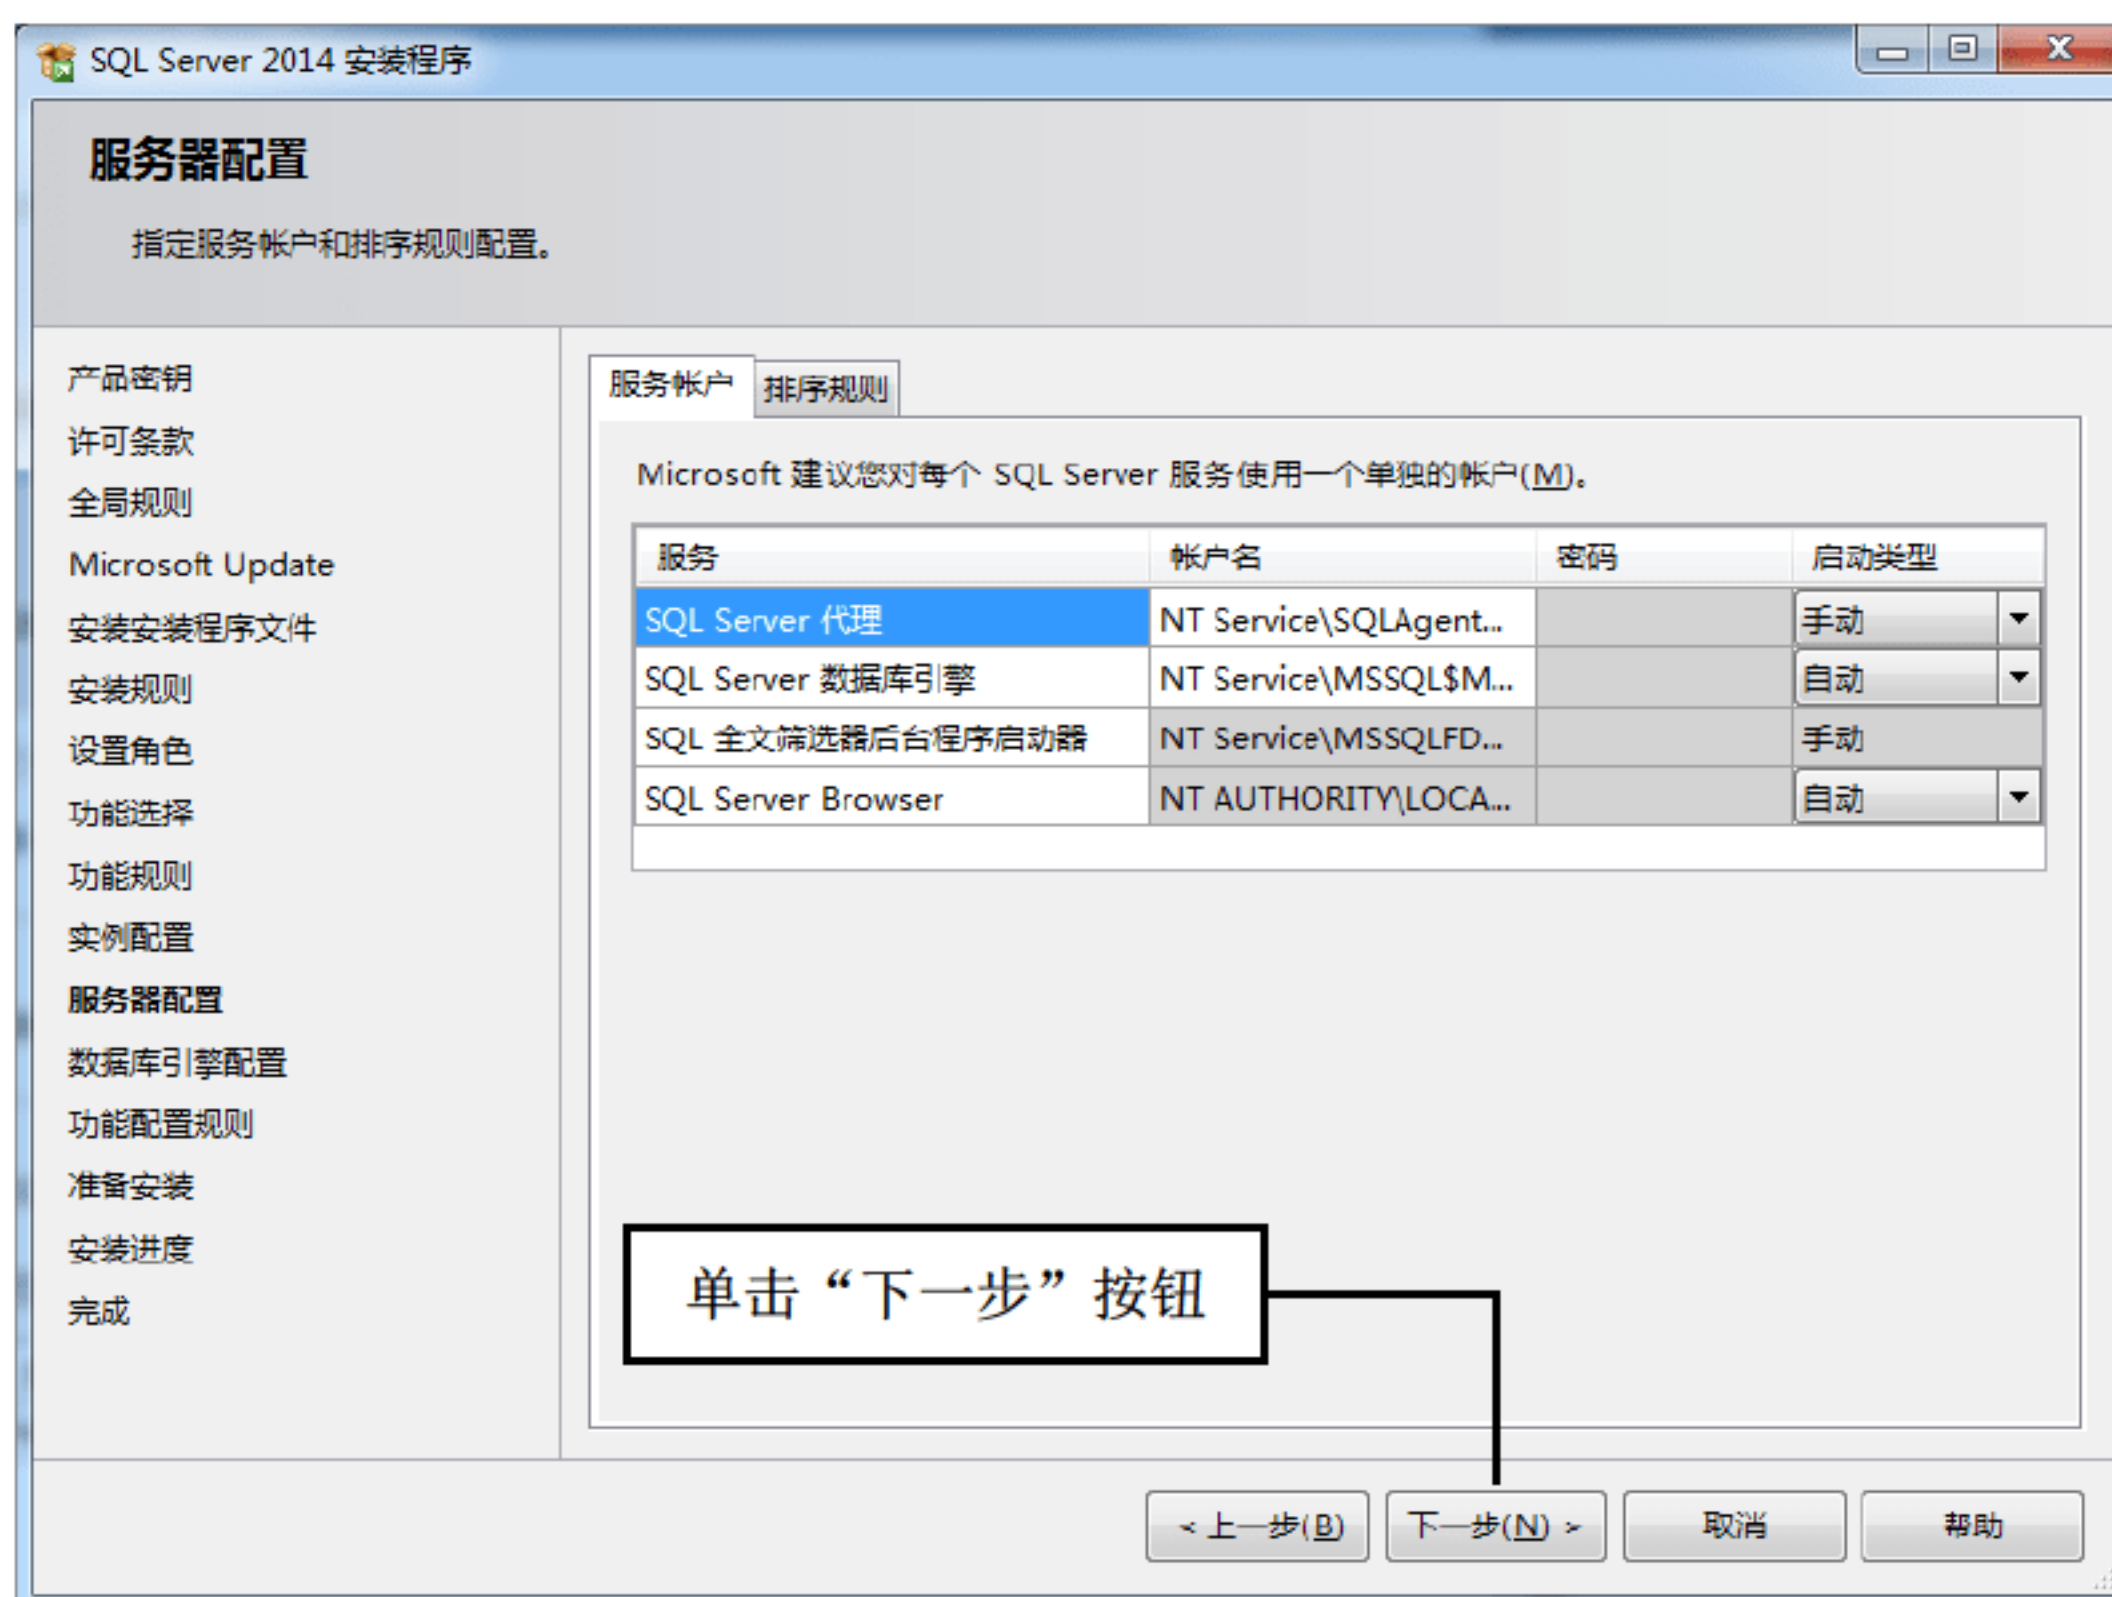 SQL Server 2014 安装程序
服务器配置
指定服务帐户和排序规则配置。
产品密钥
许可条款
全局规则
Microsoft Update
安装安装程序文件
安装规则
设置角色
功能选择
功能规则
实例配置
服务器配置
数据库引擎配置
功能配置规则
准备安装
安装进度
完成
服务帐户 排序规则
Microsoft 建议您对每个 SQL Server 服务使用一个单独的帐户(M)。
服务 帐户名 密码 启动类型
SQL Server 代理 NT Service\SQLAgent... 手动
SQL Server 数据库引擎 NT Service\MSSQL$M... 自动
SQL 全文筛选器后台程序启动器 NT Service\MSSQLFD... 手动
SQL Server Browser NT AUTHORITY\LOCA... 自动
单击“下一步”按钮
< 上一步(B) 下一步(N) > 取消 帮助